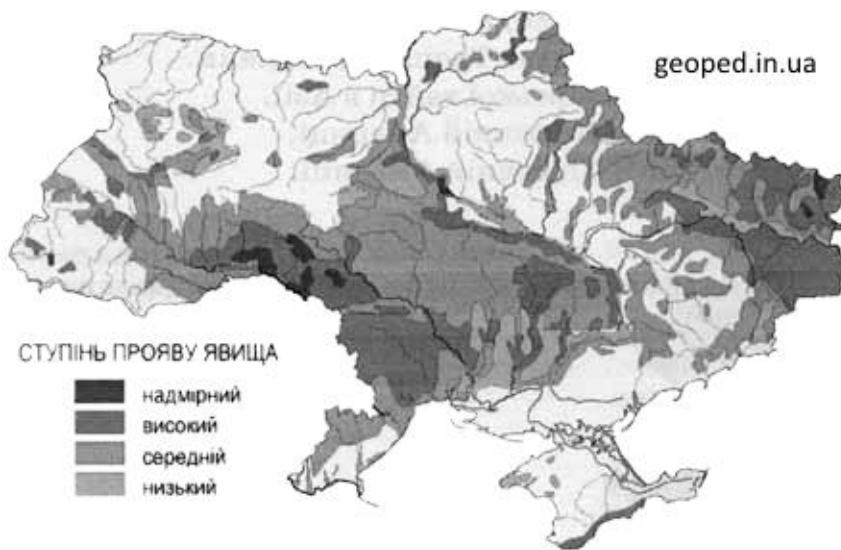 geoped.in.ua
СТУПІНЬ ПРОЯВУ ЯВИЩА
надмірний
високий
середній
низький